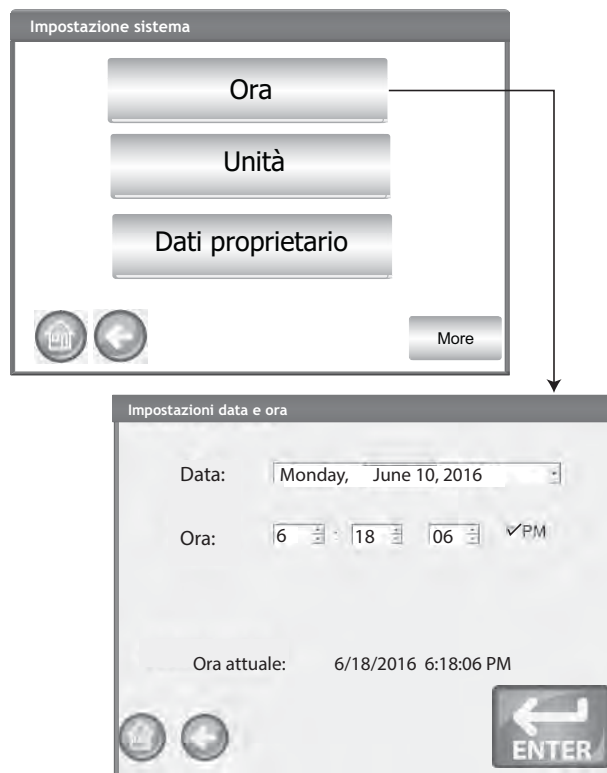 Impostazione sistema
Ora
Unità
Dati proprietario
More
Impostazioni data e ora
Data: Monday, June 10, 2016
Ora: 6 : 18 06 ✓PM
Ora attuale: 6/18/2016 6:18:06 PM
ENTER